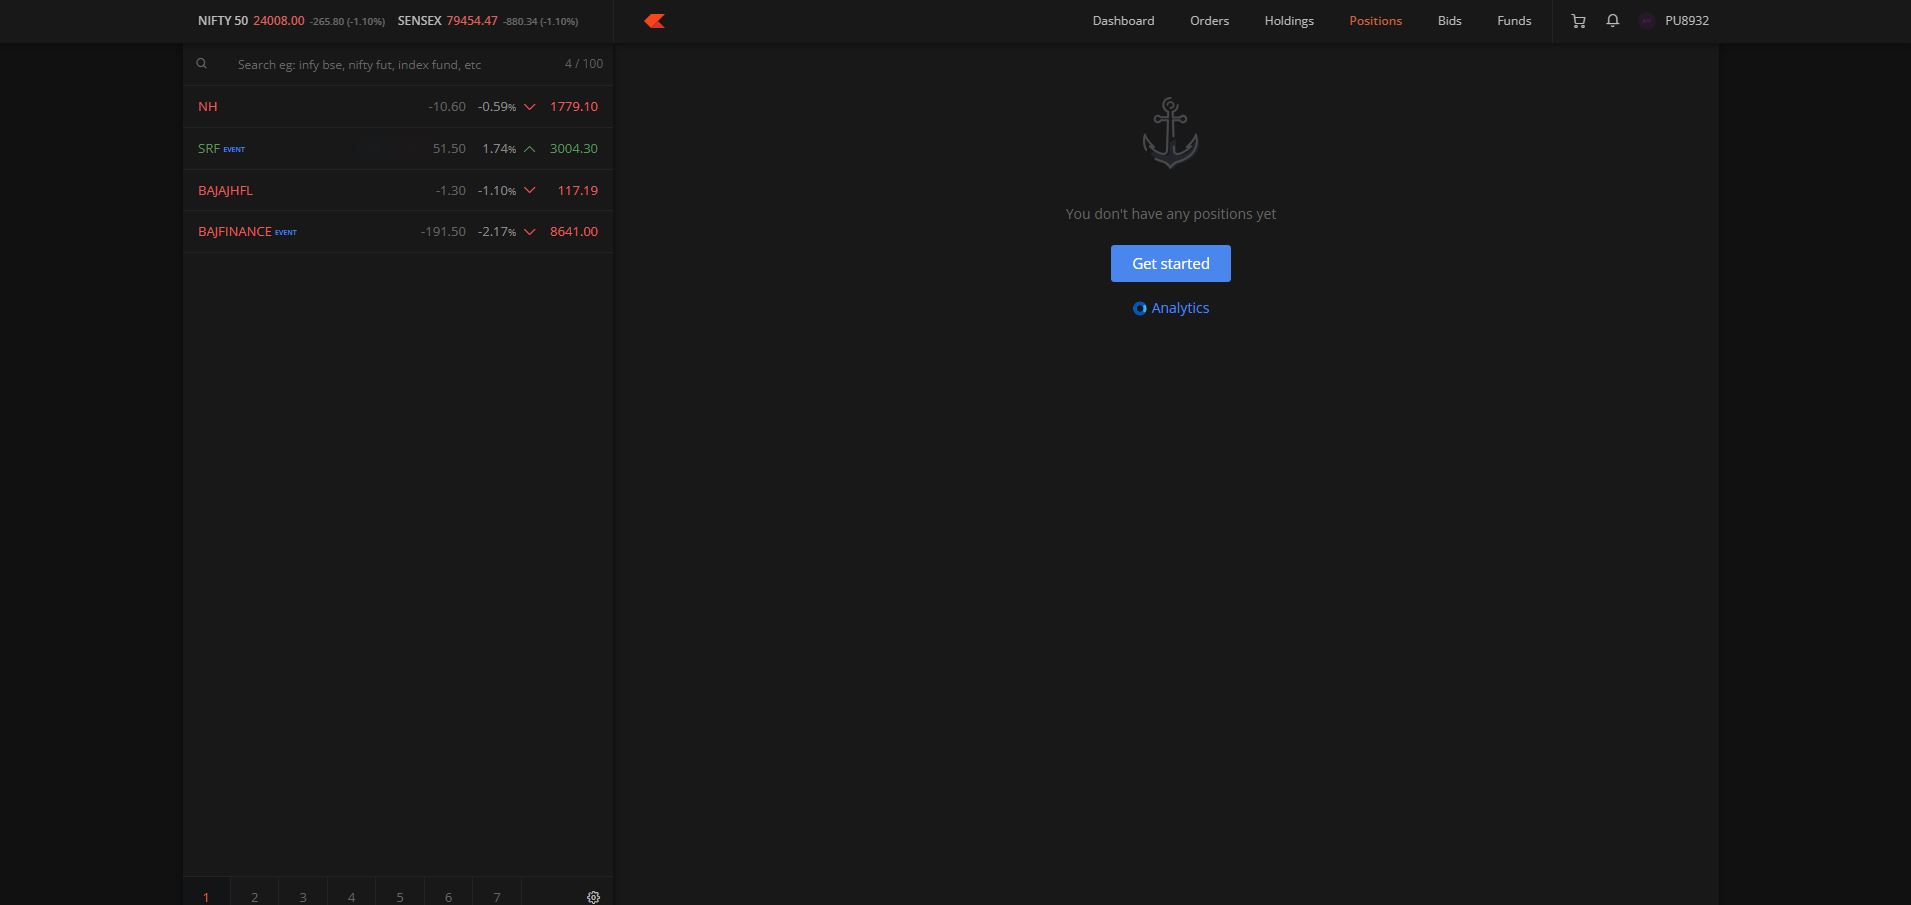 NIFTY 50 24008.00 -265.80 (-1.10%) SENSEX 79454.47 -880.34 (-1.10%)
Dashboard Orders Holdings Positions Bids Funds PU8932
Search eg: infy bse, nifty fut, index fund, etc 4 / 100
NH -10.60 -0.59% 1779.10
SRF EVENT 51.50 1.74% 3004.30
BAJAJHFL -1.30 -1.10% 117.19
BAJFINANCE EVENT -191.50 -2.17% 8641.00
You don't have any positions yet
Get started
Analytics
1 2 3 4 5 6 7